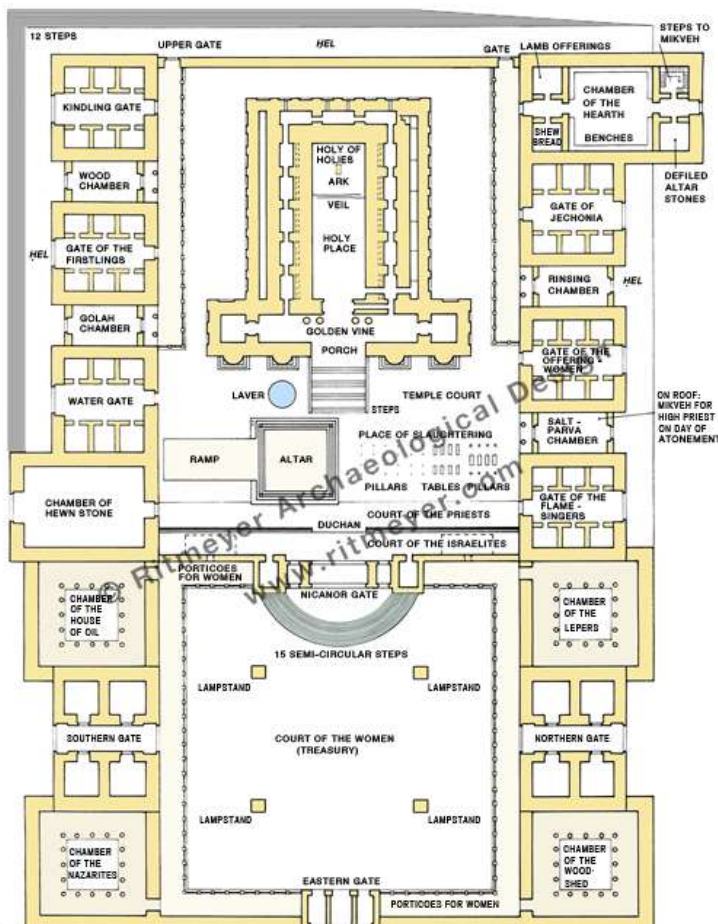 12 STEPS
UPPER GATE
HEL
GATE
LAMB OFFERINGS
STEPS TO
MIKVEH
KINDLING GATE
CHAMBER
OF THE
HEARTH
BENCHES
SHEW
BREAD
DEFILED
ALTAR
STONES
HOLY OF
HOLIES
ARK
VEIL
HOLY
PLACE
WOOD
CHAMBER
GATE OF
JECHONIA
HEL
GATE OF THE
FIRSTLINGS
RINSING
CHAMBER
HEL
GOLAH
CHAMBER
GOLDEN VINE
PORCH
GATE OF THE
OFFERING -
WOMEN
WATER GATE
LAVER
TEMPLE COURT
STEPS
ON ROOF:
MIKVEH FOR
HIGH PRIEST
ON DAY OF
ATONEMENT
SALT -
PARVA
CHAMBER
PLACE OF SLAUGHTERING
RAMP
ALTAR
PILLARS
TABLES
PILLARS
CHAMBER OF
HEWN STONE
GATE OF THE
FLAME -
SINGERS
COURT OF THE PRIESTS
DUCHAN
COURT OF THE ISRAELITES
© Ritmeyer Archaeological Design
www.ritmeyer.com
PORTICOES
FOR WOMEN
NICANOR GATE
CHAMBER
OF THE
HOUSE
OF OIL
CHAMBER
OF THE
LEPERS
15 SEMI-CIRCULAR STEPS
LAMPSTAND
LAMPSTAND
SOUTHERN GATE
COURT OF THE WOMEN
(TREASURY)
NORTHERN GATE
LAMPSTAND
LAMPSTAND
CHAMBER
OF THE
NAZARITES
CHAMBER
OF THE
WOOD-
SHED
EASTERN GATE
PORTICOES FOR WOMEN